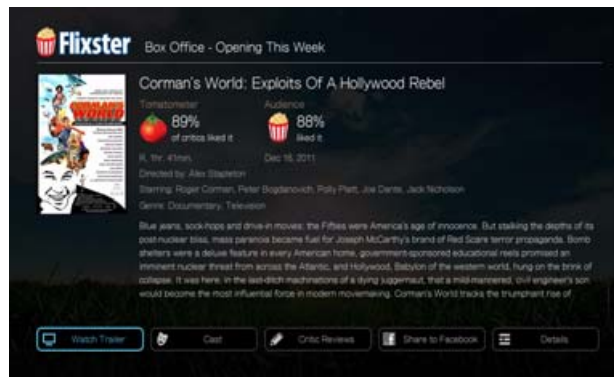 Flixster Box Office - Opening This Week
Corman's World: Exploits Of A Hollywood Rebel
Tomatometer Audience
89% 88%
of critics liked it liked it
R, 1hr. 41min. Dec 16, 2011
Directed by: Alex Stapleton
Starring: Roger Corman, Peter Bogdanovich, Polly Platt, Joe Dante, Jack Nicholson
Genre: Documentary, Television
Blue jeans, sock-hops and drive-in movies: the Fifties were America's age of innocence. But stalking the depths of its
post-nuclear bliss, mass paranoia became fuel for Joseph McCarthy's brand of Red Scare terror propaganda. Bomb
shelters were a deluxe feature in every American home, government-sponsored educational reels promised an
imminent nuclear threat from across the Atlantic, and Hollywood, Babylon of the western world, hung on the brink of
collapse. It was here, in the last-ditch machinations of a dying juggernaut, that a mild-mannered, civil engineer's son
would become the most influential force in modern moviemaking. Corman's World tracks the triumphant rise of
Watch Trailer Cast Critic Reviews Share to Facebook Details
CORMAN'S
WORLD